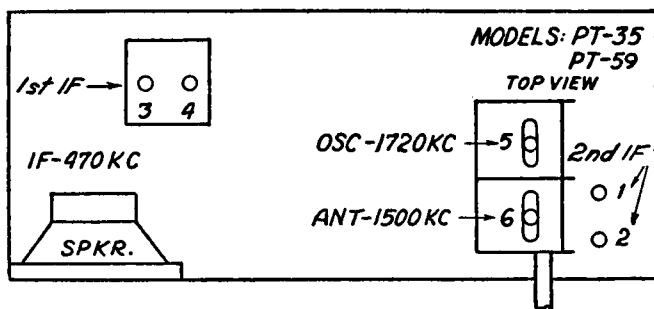 MODELS: PT-35
PT-59
TOP VIEW
1st IF
3 4
OSC-1720KC 5
2nd IF
1
2
IF-470KC
ANT-1500KC 6
SPKR.